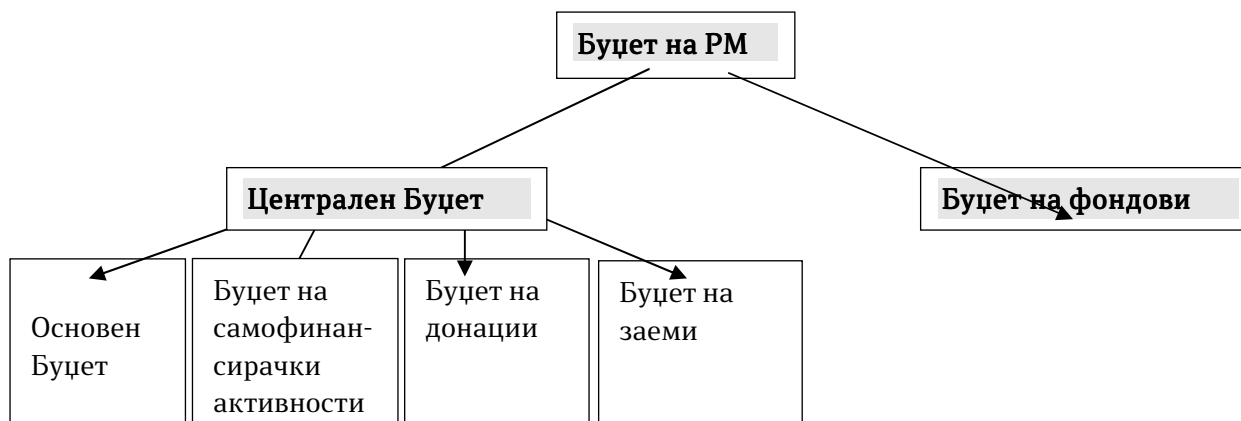 Буџет на РМ
Централен Буџет
Буџет на фондови
Основен
Буџет
Буџет на
самофинан-
сирачки
активности
Буџет на
донации
Буџет на
заеми